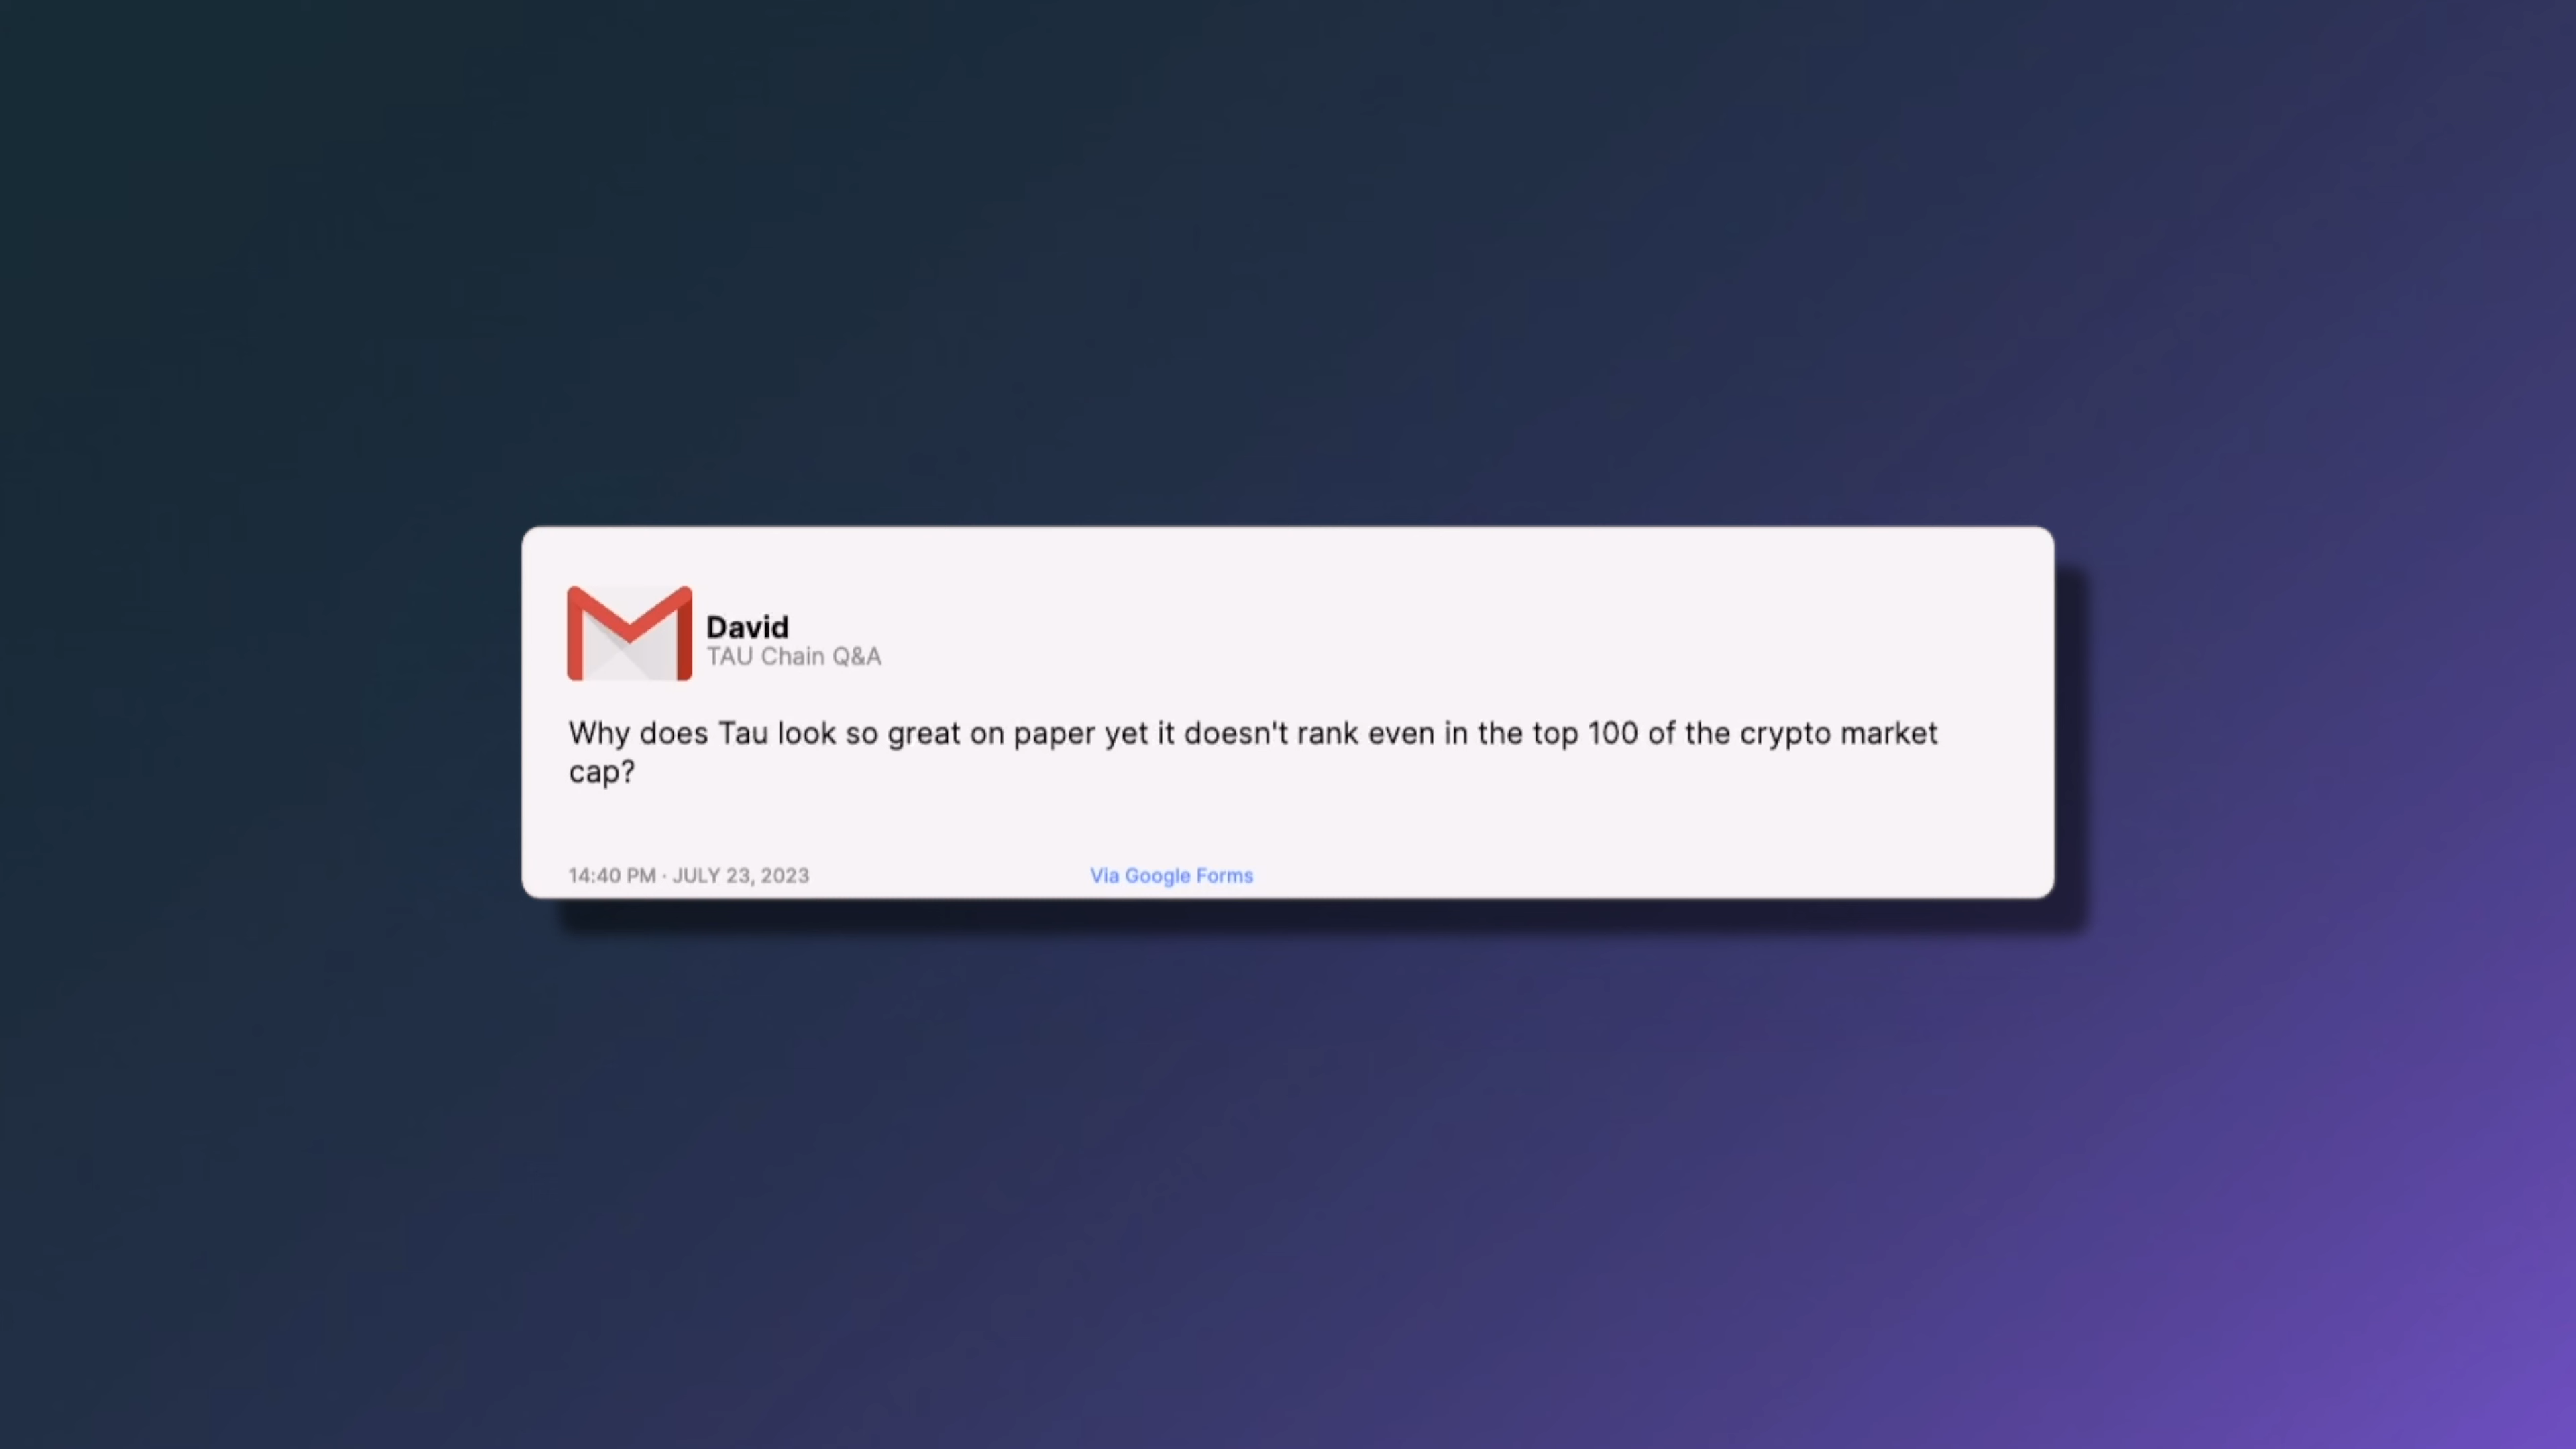 David
TAU Chain Q&A
Why does Tau look so great on paper yet it doesn't rank even in the top 100 of the crypto market
cap?
14:40 PM · JULY 23, 2023
Via Google Forms